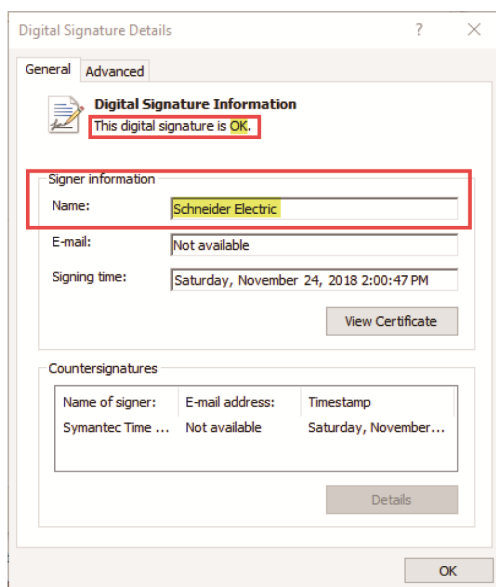 Digital Signature Details ? ×
General Advanced
Digital Signature Information
This digital signature is OK.
Signer information
Name: Schneider Electric
E-mail: Not available
Signing time: Saturday, November 24, 2018 2:00:47 PM
View Certificate
Countersignatures
Name of signer: E-mail address: Timestamp
Symantec Time ... Not available Saturday, November...
Details
OK